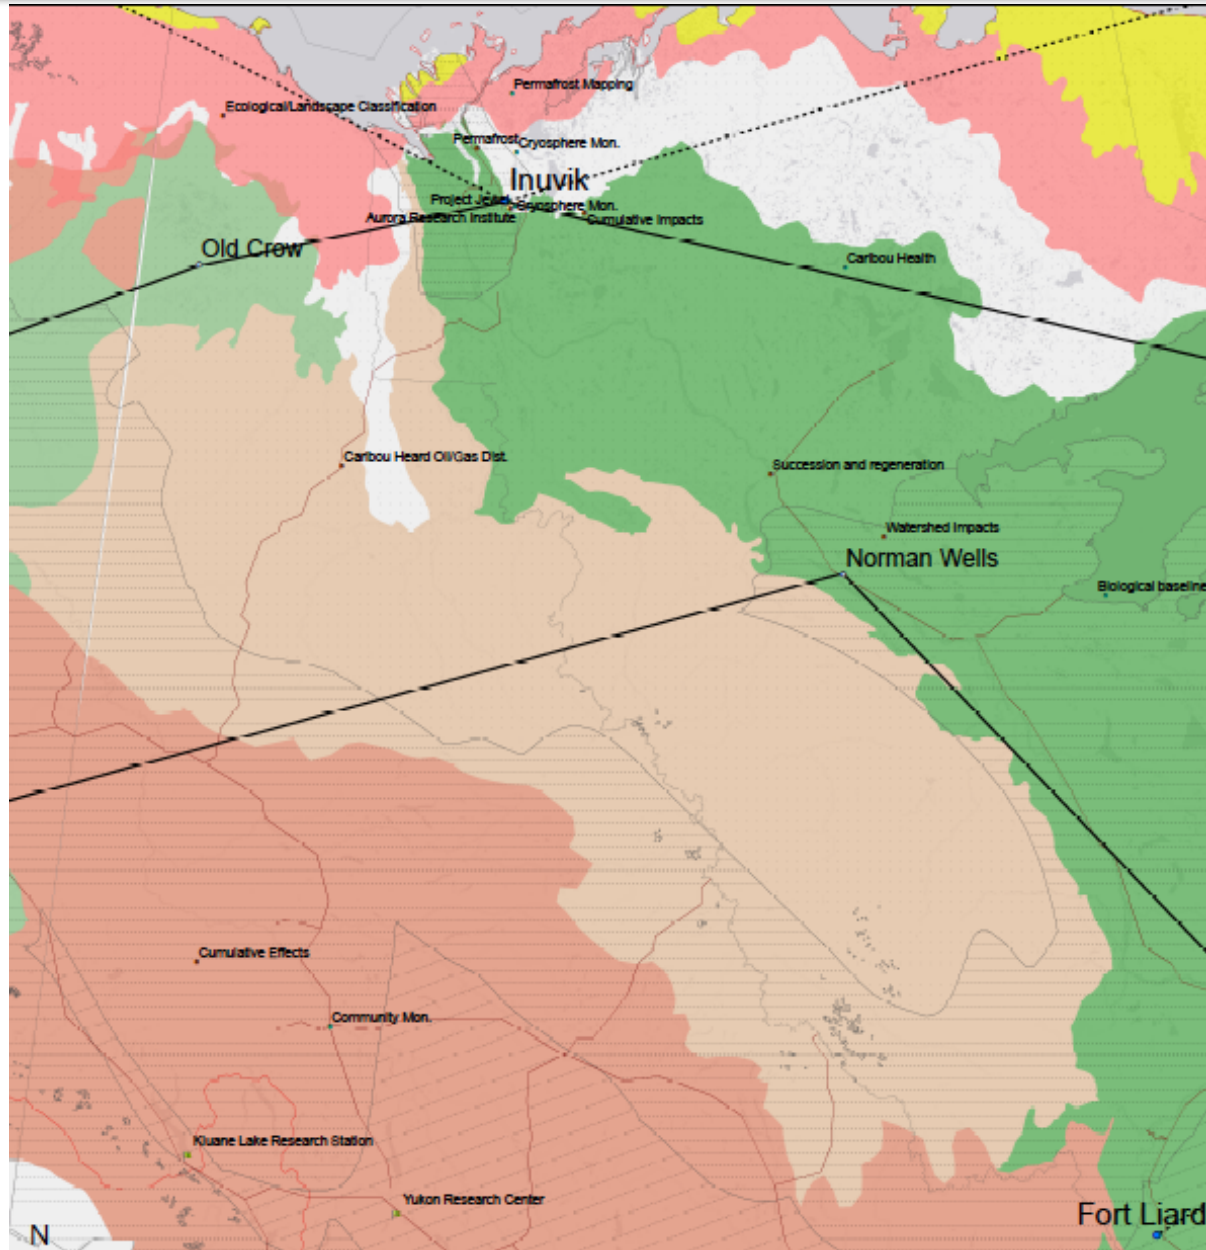 Permafrost Mapping
Ecological/Landscape Classification
Permafrost
Cryosphere Mon.
Inuvik
Project Jewel
Cryosphere Mon.
Aurora Research Institute
Cumulative Impacts
Old Crow
Caribou Health
Caribou Heard Oil/Gas Dist.
Succession and regeneration
Watershed Impacts
Norman Wells
Biological baseline
Cumulative Effects
Community Mon.
Kluane Lake Research Station
Yukon Research Center
Fort Liard
N